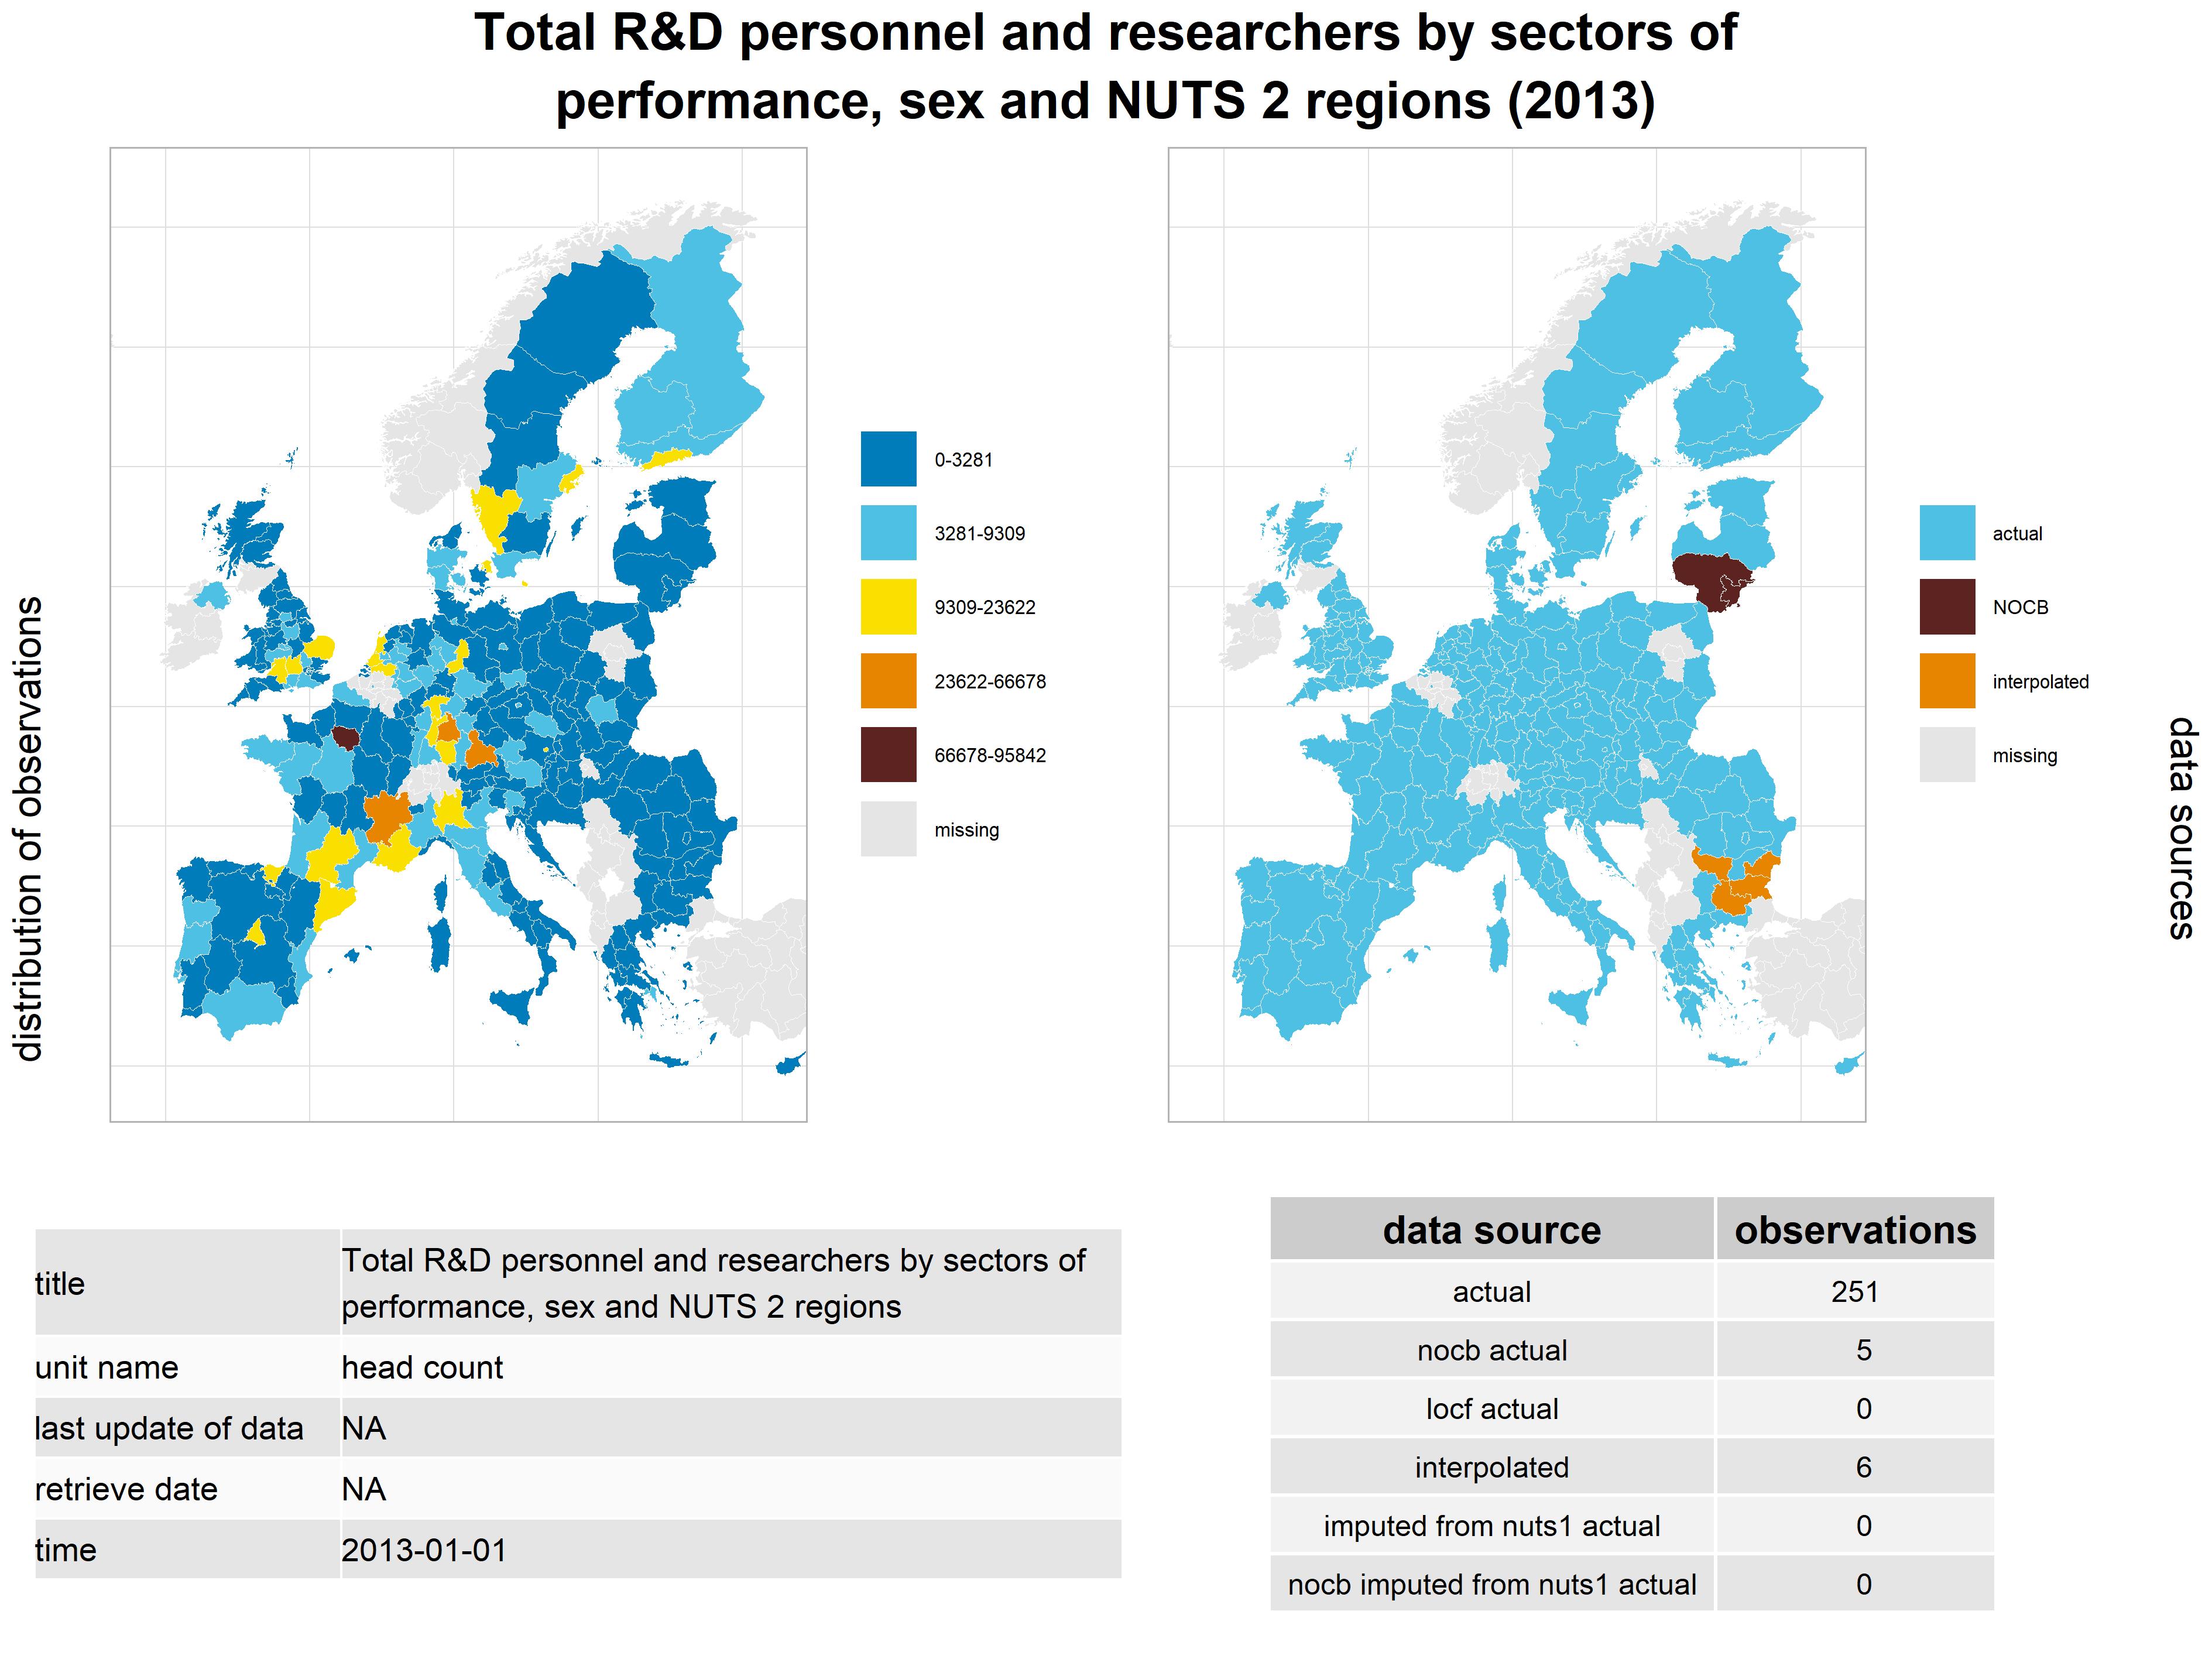 Total R&D personnel and researchers by sectors of
performance, sex and NUTS 2 regions (2013)
distribution of observations
0-3281
3281-9309
9309-23622
23622-66678
66678-95842
missing
actual
NOCB
interpolated
missing
data sources
title
Total R&D personnel and researchers by sectors of
performance, sex and NUTS 2 regions
unit name head count
last update of data NA
retrieve date NA
time 2013-01-01
data source observations
actual 251
nocb actual 5
locf actual 0
interpolated 6
imputed from nuts1 actual 0
nocb imputed from nuts1 actual 0